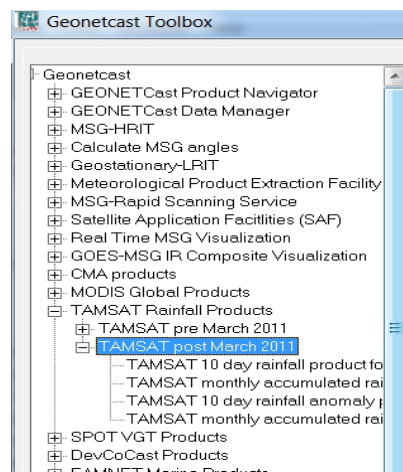 Geonetcast Toolbox
Geonetcast
GEONETCast Product Navigator
GEONETCast Data Manager
MSG-HRIT
Calculate MSG angles
Geostationary-LRIT
Meteorological Product Extraction Facility
MSG-Rapid Scanning Service
Satellite Application Facitlities (SAF)
Real Time MSG Visualization
GOES-MSG IR Composite Visualization
CMA products
MODIS Global Products
TAMSAT Rainfall Products
TAMSAT pre March 2011
TAMSAT post March 2011
TAMSAT 10 day rainfall product fo
TAMSAT monthly accumulated rai
TAMSAT 10 day rainfall anomaly
TAMSAT monthly accumulated rai
SPOT VGT Products
DevCoCast Products